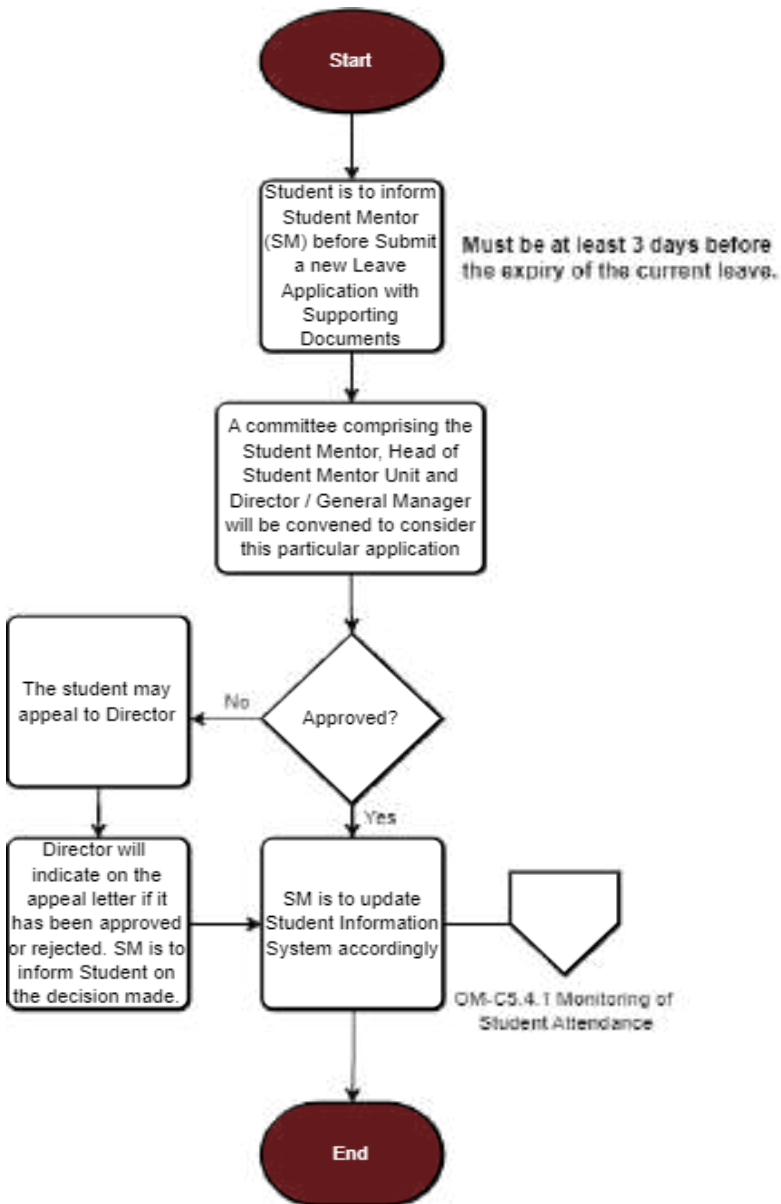 Start
Student is to inform
Student Mentor
(SM) before Submit
a new Leave
Application with
Supporting
Documents
Must be at least 3 days before
the expiry of the current leave.
A committee comprising the
Student Mentor, Head of
Student Mentor Unit and
Director / General Manager
will be convened to consider
this particular application
Approved?
No
The student may
appeal to Director
Yes
Director will
indicate on the
appeal letter if it
has been approved
or rejected. SM is to
inform Student on
the decision made.
SM is to update
Student Information
System accordingly
OM-C5.4.1 Monitoring of
Student Attendance
End